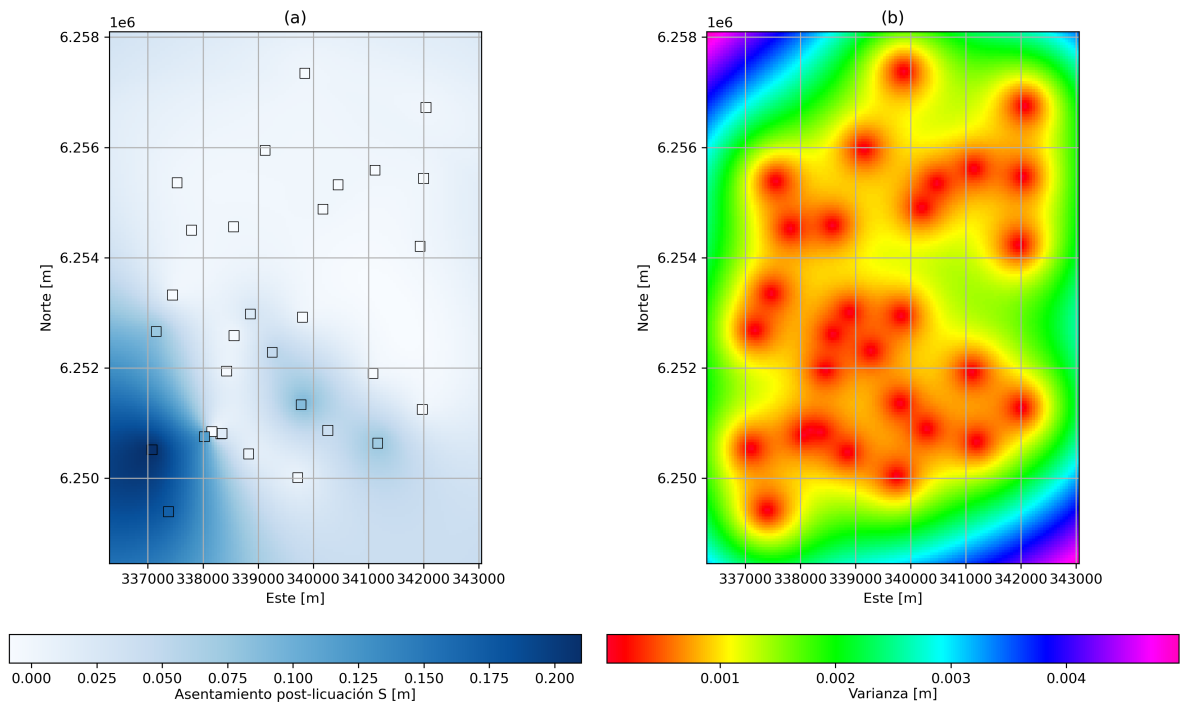 (a)
1e6
6.258
6.256
6.254
6.252
6.250
Norte [m]
337000 338000 339000 340000 341000 342000 343000
Este [m]
0.000 0.025 0.050 0.075 0.100 0.125 0.150 0.175 0.200
Asentamiento post-licuación S [m]
(b)
1e6
6.258
6.256
6.254
6.252
6.250
Norte [m]
337000 338000 339000 340000 341000 342000 343000
Este [m]
0.001 0.002 0.003 0.004
Varianza [m]